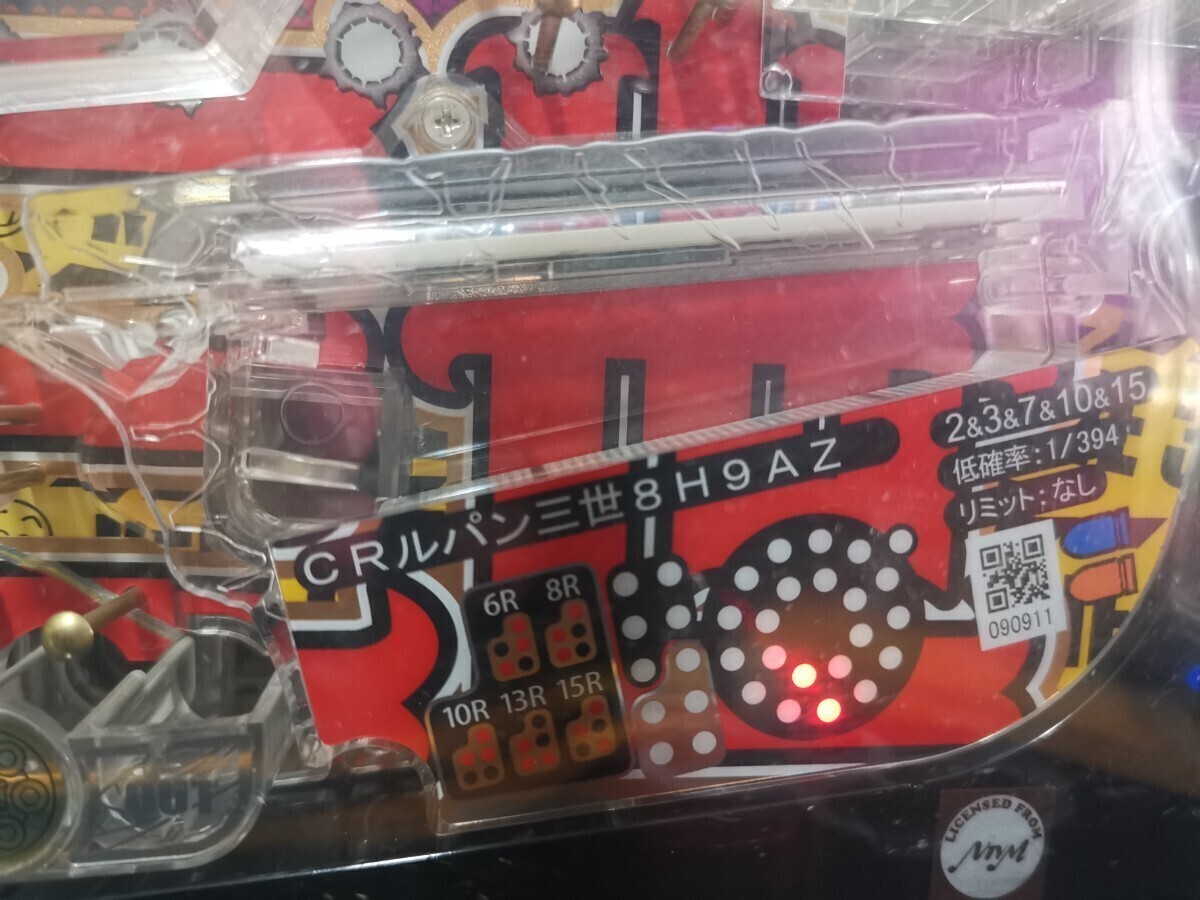 2&3&7&10&15
低確率:1/394
リミット:なし
CRルパン三世8H9AZ
090911
6R 8R
10R 13R 15R
LICENSED FROM